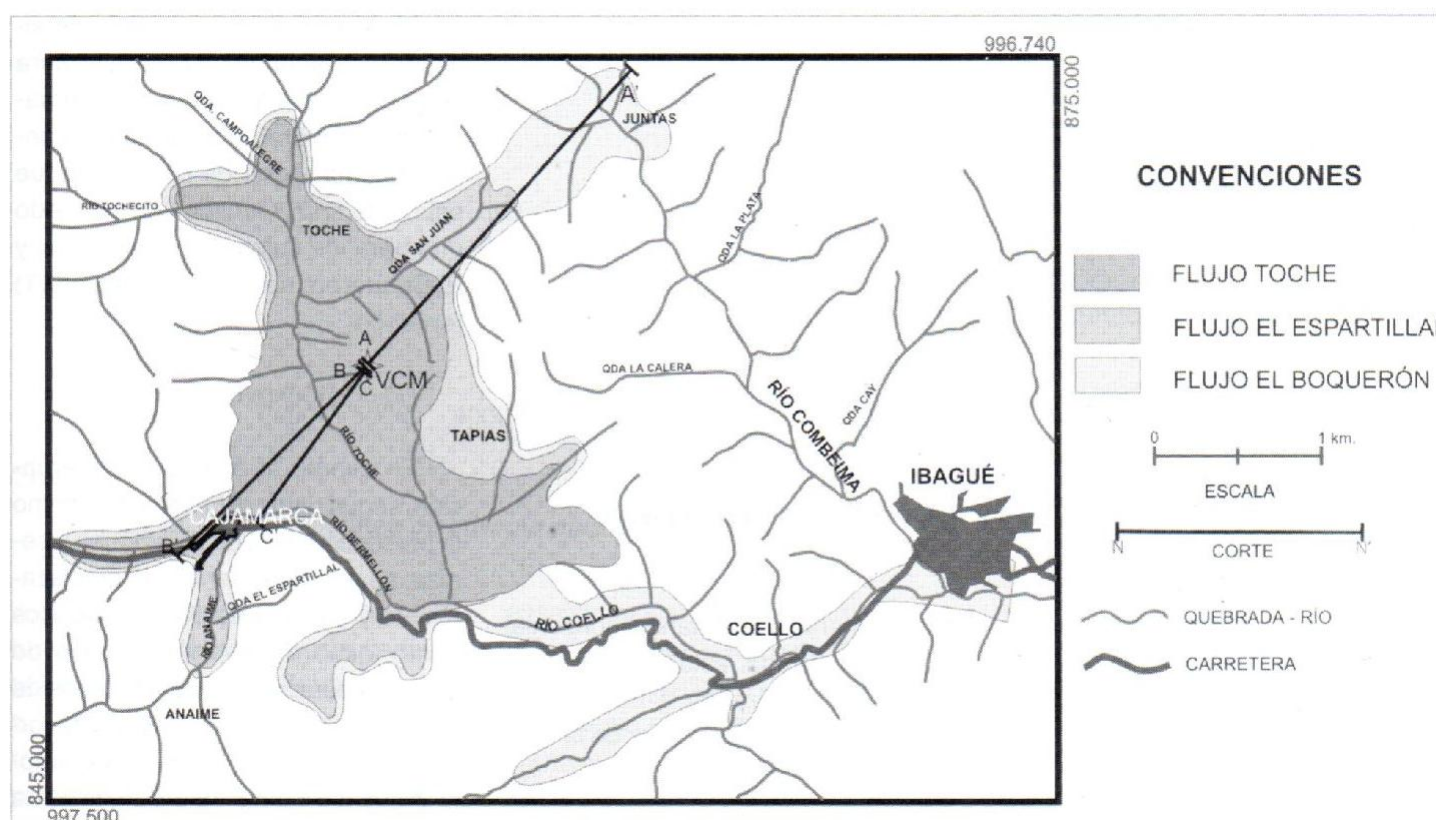 996.740
875.000
A'
JUNTAS
QDA. CAMPOALEGRE
QDA LA PLATA
RÍO TOCHECITO
TOCHE
QDA SAN JUAN
A
B
VCM
C
QDA LA CALERA
RÍO COMBEIMA
QDA CAY
TAPIAS
RÍO TOCHE
IBAGUÉ
CAJAMARCA
B'
C'
RÍO BERMELLÓN
QDA EL ESPARTILLAL
RÍO ANAIME
RÍO COELLO
COELLO
ANAIME
845.000
997.500
CONVENCIONES
FLUJO TOCHE
FLUJO EL ESPARTILLAL
FLUJO EL BOQUERÓN
0 1 km.
ESCALA
N N'
CORTE
QUEBRADA - RÍO
CARRETERA